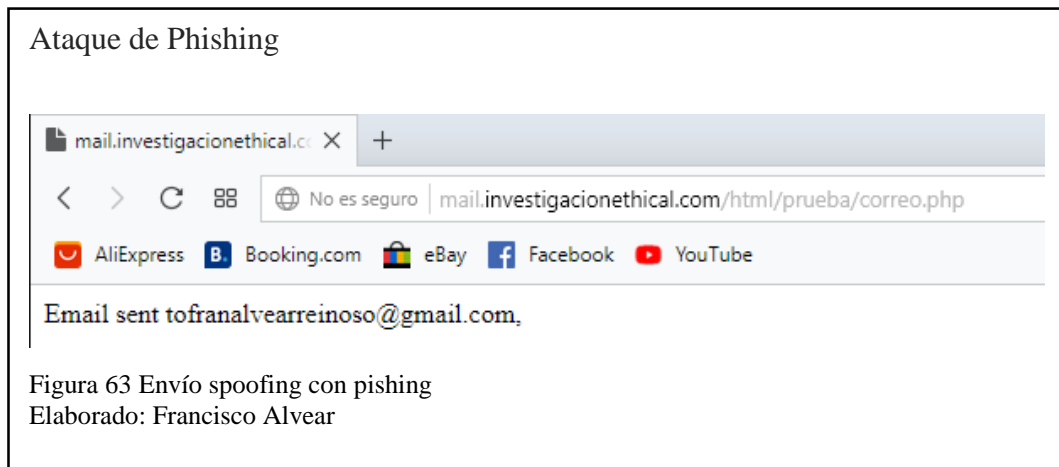 Ataque de Phishing
mail.investigacionethical.c
No es seguro mail.investigacionethical.com/html/prueba/correo.php
AliExpress B. Booking.com eBay f Facebook YouTube
Email sent tofranalvearreinoso@gmail.com,
Figura 63 Envío spoofing con pishing
Elaborado: Francisco Alvear